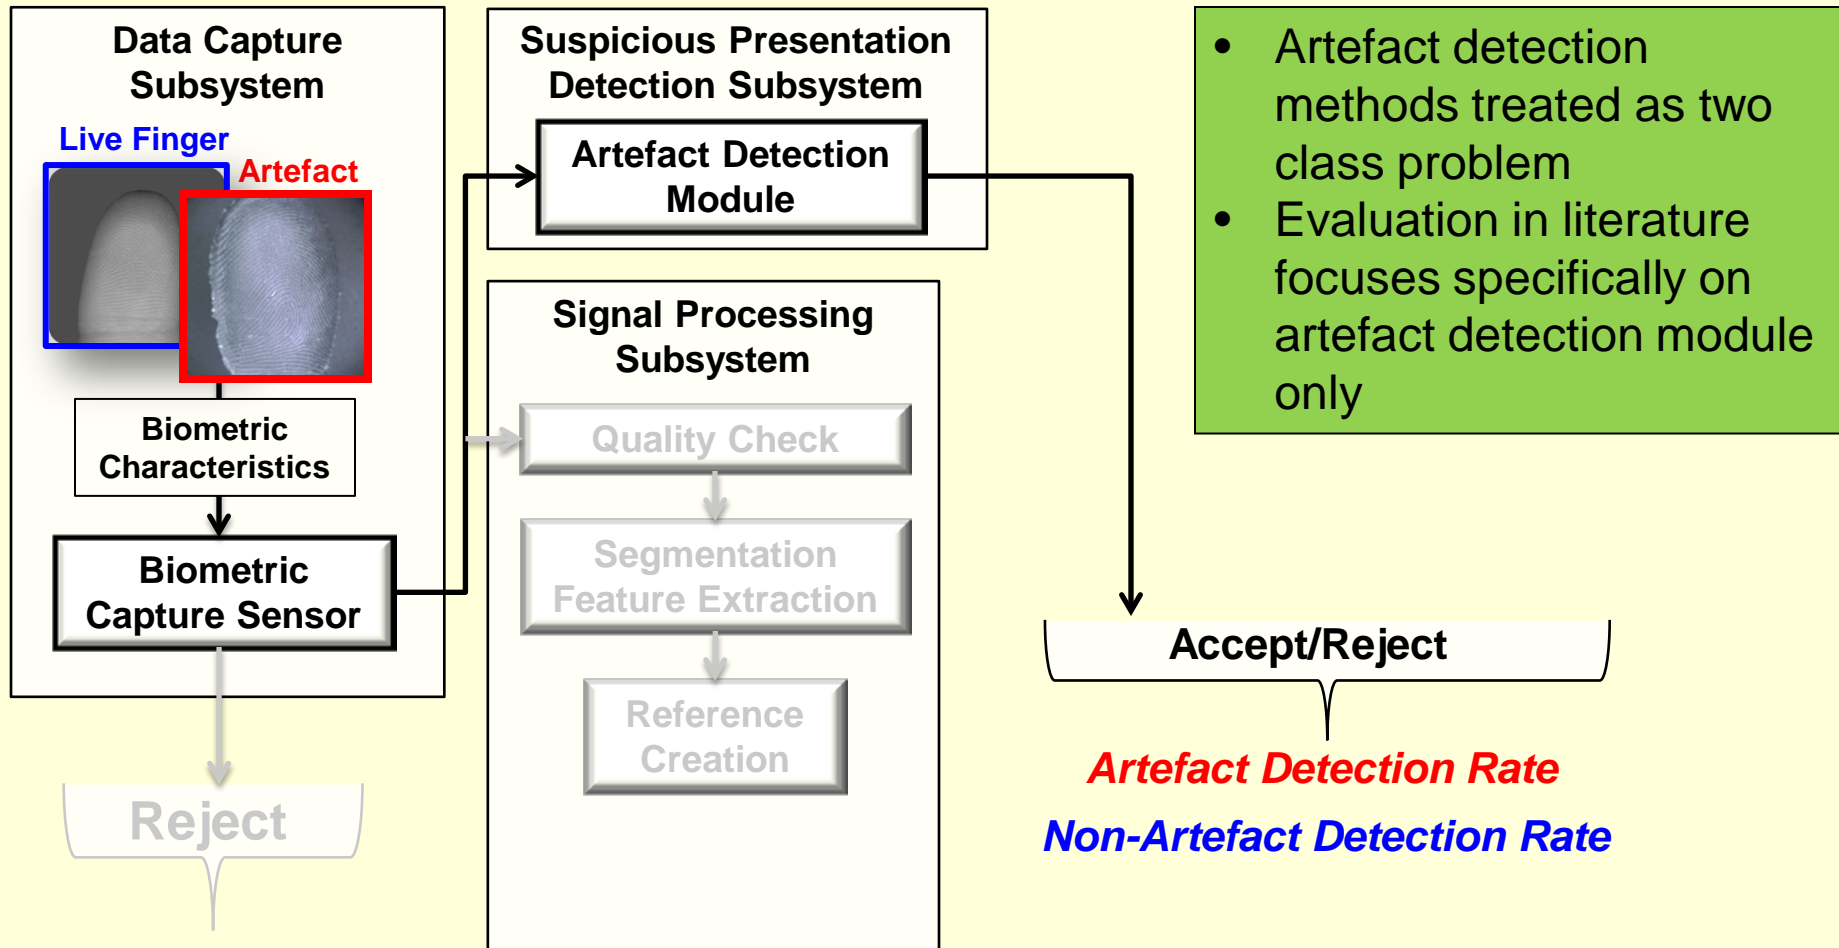 Data Capture
Subsystem
Live Finger
Artefact
Biometric
Characteristics
Biometric
Capture Sensor
Reject
Suspicious Presentation
Detection Subsystem
Artefact Detection
Module
Signal Processing
Subsystem
Quality Check
Segmentation
Feature Extraction
Reference
Creation
• Artefact detection
methods treated as two
class problem
• Evaluation in literature
focuses specifically on
artefact detection module
only
Accept/Reject
Artefact Detection Rate
Non-Artefact Detection Rate